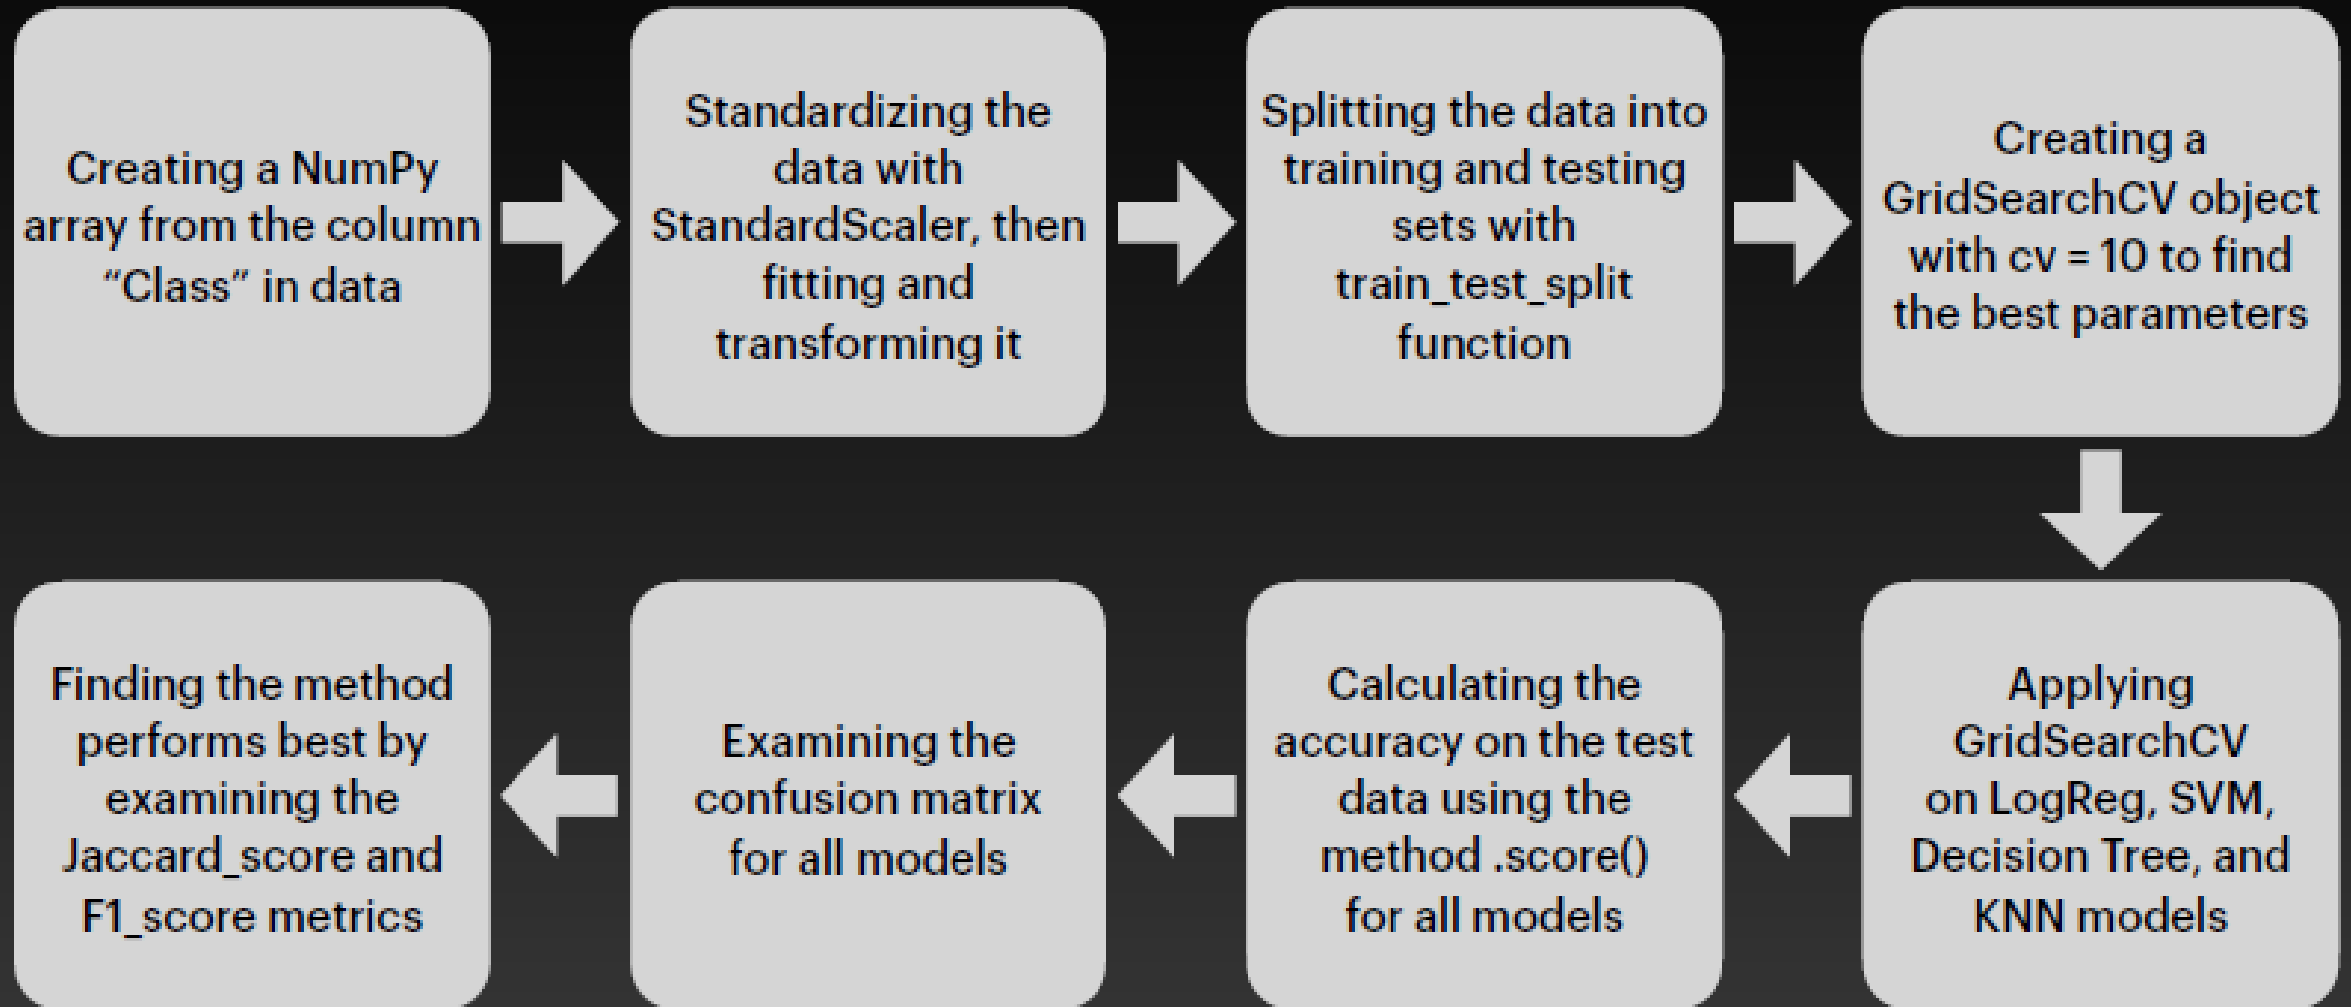 Creating a NumPy
array from the column
“Class” in data
Standardizing the
data with
StandardScaler, then
fitting and
transforming it
Splitting the data into
training and testing
sets with
train_test_split
function
Creating a
GridSearchCV object
with cv = 10 to find
the best parameters
Applying
GridSearchCV
on LogReg, SVM,
Decision Tree, and
KNN models
Calculating the
accuracy on the test
data using the
method .score()
for all models
Examining the
confusion matrix
for all models
Finding the method
performs best by
examining the
Jaccard_score and
F1_score metrics